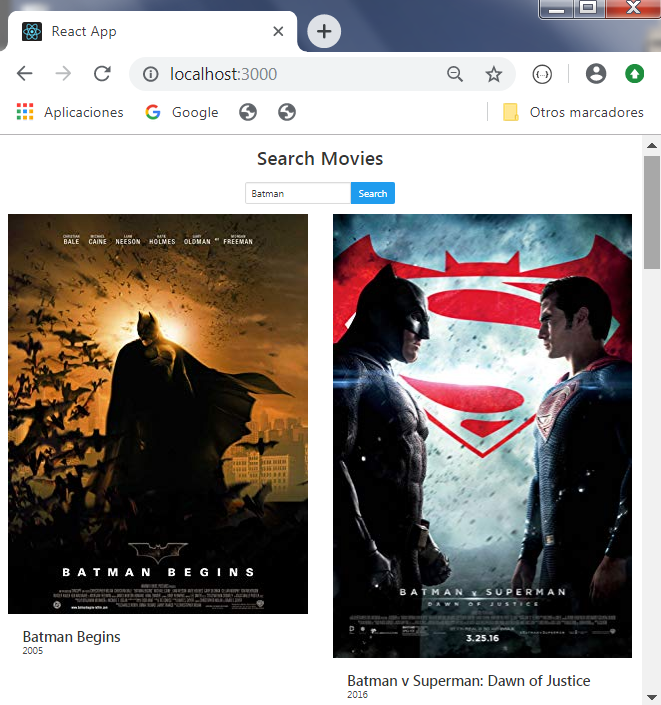 React App
localhost:3000
Aplicaciones
Google
Otros marcadores
Search Movies
Batman
Search
CHRISTIAN BALE MICHAEL CAINE LIAM NEESON KATIE HOLMES GARY OLDMAN MORGAN FREEMAN
BATMAN BEGINS
Batman Begins
2005
BATMAN v SUPERMAN
DAWN OF JUSTICE
3.25.16
Batman v Superman: Dawn of Justice
2016